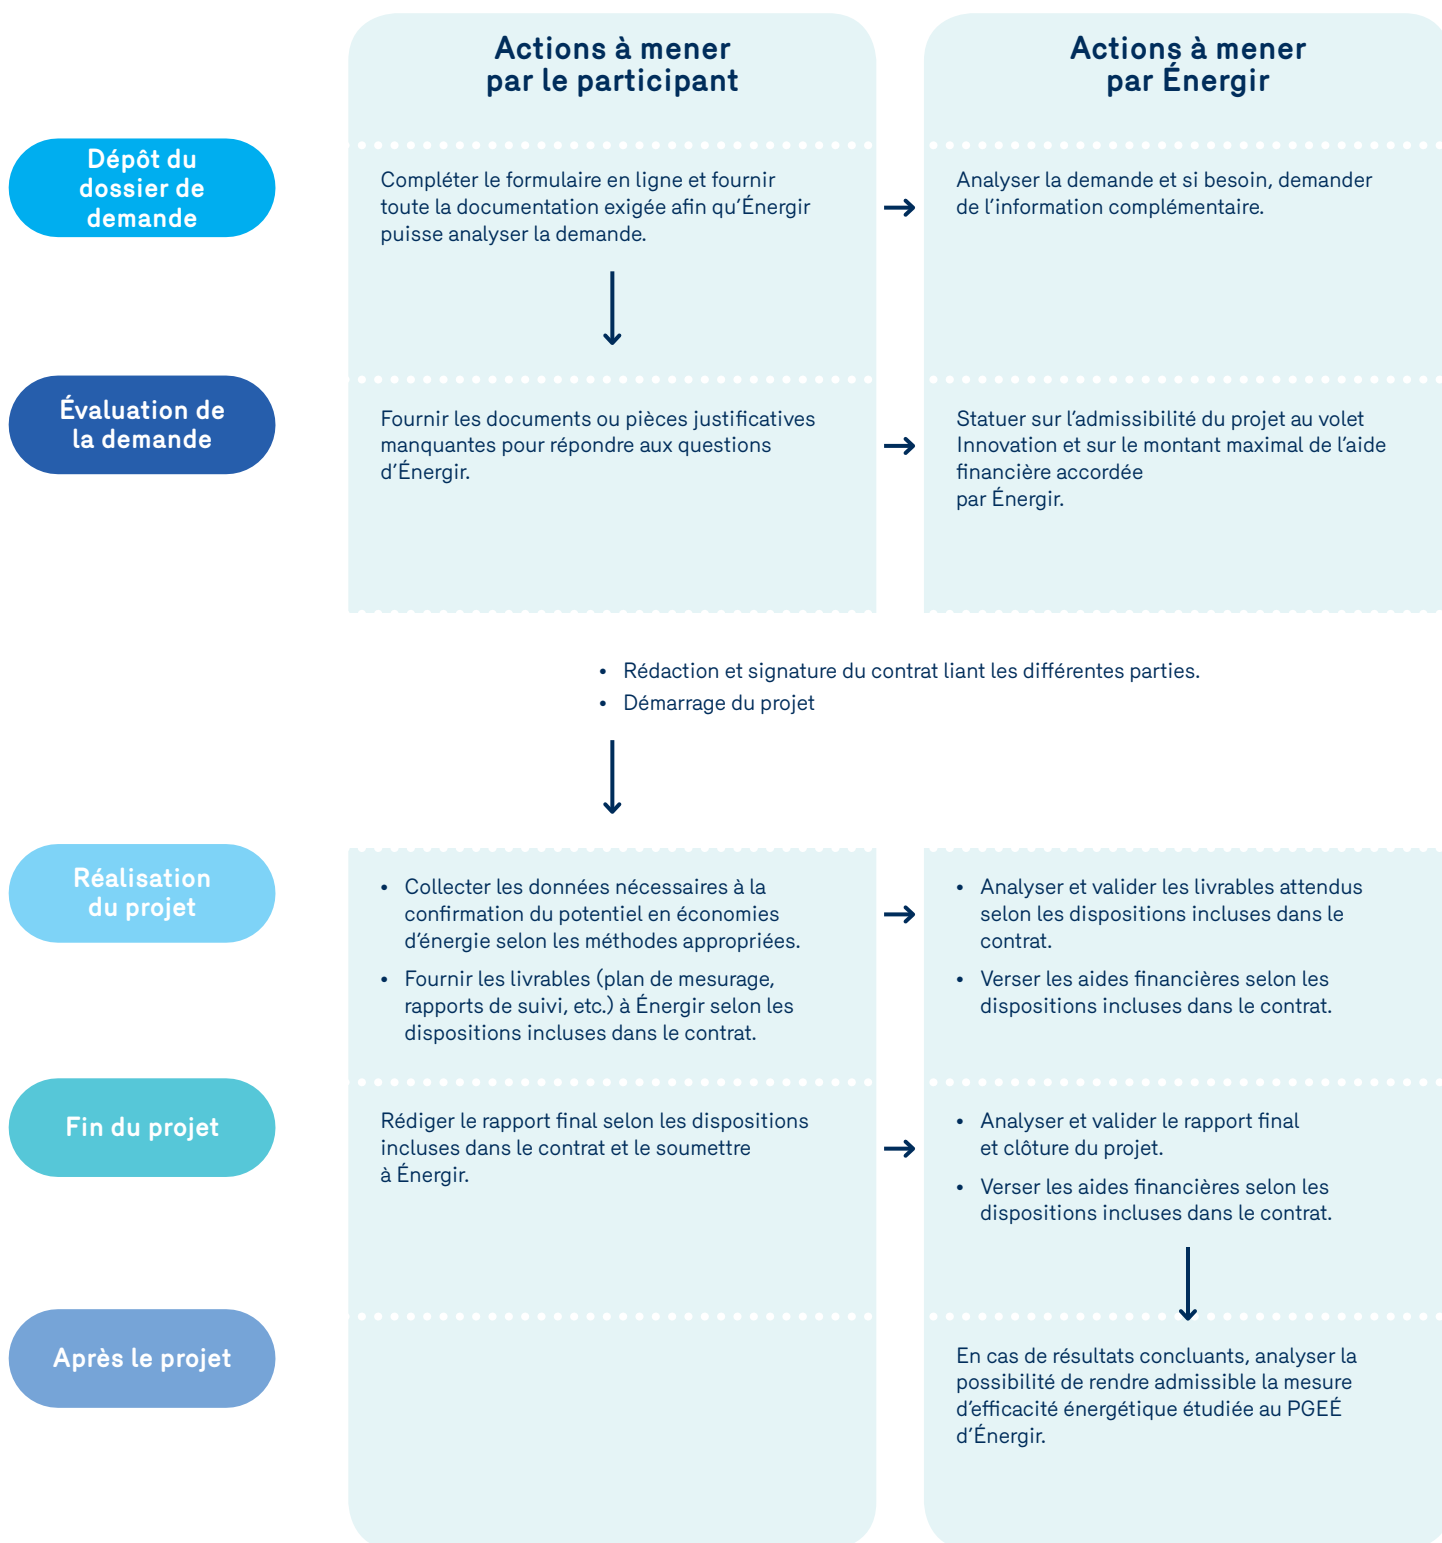 Actions à mener
par le participant
Actions à mener
par Énergir
Dépôt du
dossier de
demande
Compléter le formulaire en ligne et fournir
toute la documentation exigée afin qu’Énergir
puisse analyser la demande.
Analyser la demande et si besoin, demander
de l’information complémentaire.
Évaluation de
la demande
Fournir les documents ou pièces justificatives
manquantes pour répondre aux questions
d’Énergir.
Statuer sur l’admissibilité du projet au volet
Innovation et sur le montant maximal de l’aide
financière accordée
par Énergir.
• Rédaction et signature du contrat liant les différentes parties.
• Démarrage du projet
Réalisation
du projet
• Collecter les données nécessaires à la
confirmation du potentiel en économies
d’énergie selon les méthodes appropriées.
• Fournir les livrables (plan de mesurage,
rapports de suivi, etc.) à Énergir selon les
dispositions incluses dans le contrat.
• Analyser et valider les livrables attendus
selon les dispositions incluses dans le
contrat.
• Verser les aides financières selon les
dispositions incluses dans le contrat.
Fin du projet
Rédiger le rapport final selon les dispositions
incluses dans le contrat et le soumettre
à Énergir.
• Analyser et valider le rapport final
et clôture du projet.
• Verser les aides financières selon les
dispositions incluses dans le contrat.
Après le projet
En cas de résultats concluants, analyser la
possibilité de rendre admissible la mesure
d’efficacité énergétique étudiée au PGEÉ
d’Énergir.